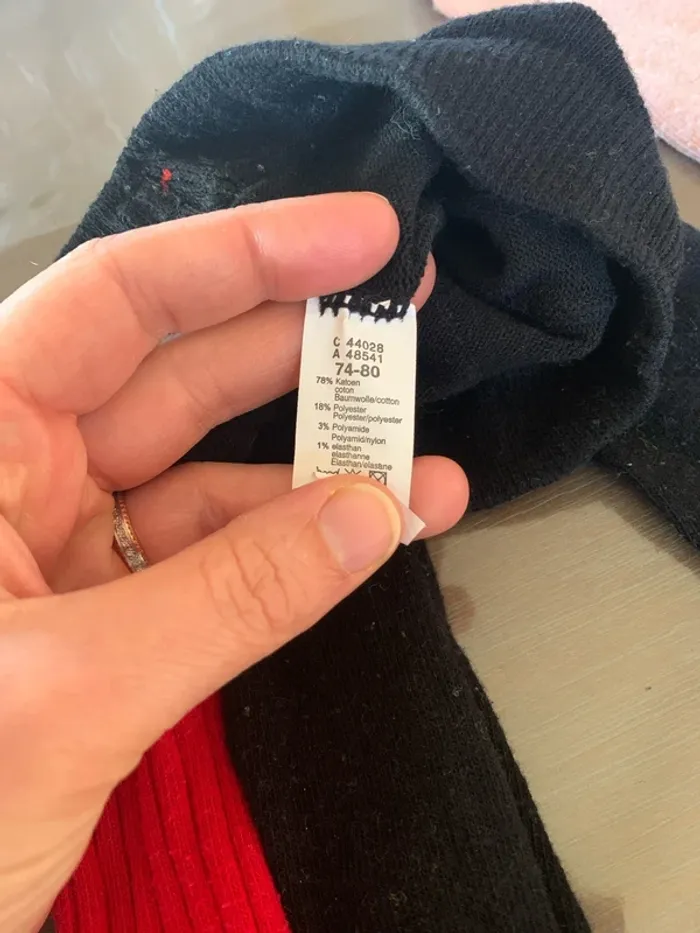 C 44028
A 48541
74-80
78% Katoen
coton
Baumwolle/cotton
18% Polyester
Polyester/polyester
3% Polyamide
Polyamid/nylon
1% elasthan
elasthanne
Elasthan/elastane